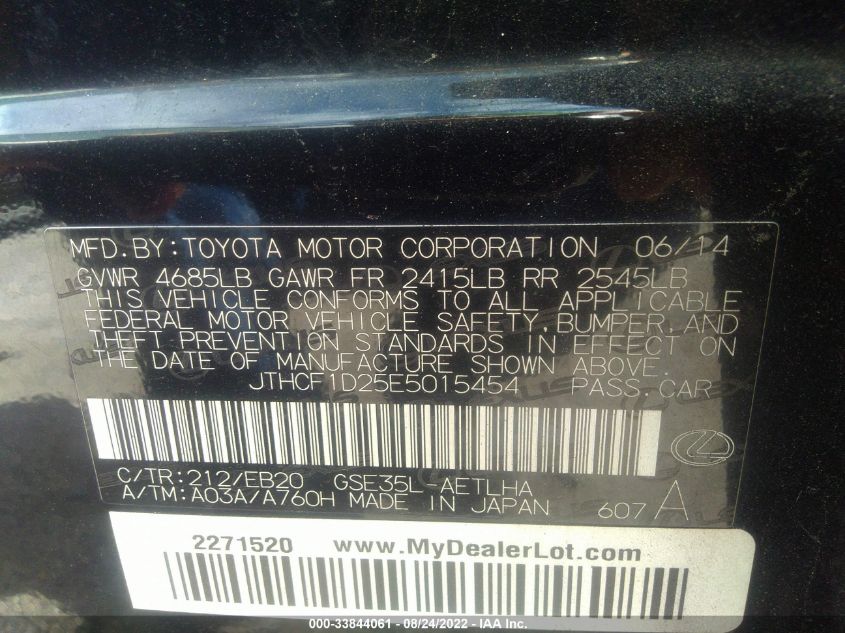 MFD.BY:TOYOTA MOTOR CORPORATION 06/14
GVWR 4685LB GAWR FR 2415LB RR 2545LB
THIS VEHICLE CONFORMS TO ALL APPLICABLE
FEDERAL MOTOR VEHICLE SAFETY,BUMPER,AND
THEFT PREVENTION STANDARDS IN EFFECT ON
THE DATE OF MANUFACTURE SHOWN ABOVE.
JTHCF1D25E5015454 PASS.CAR
C/TR:212/EB20 GSE35L-AETLHA
A/TM:A03A/A760H MADE IN JAPAN 607 A
2271520 www.MyDealerLot.com
000-33844061 - 08/24/2022 - IAA Inc.